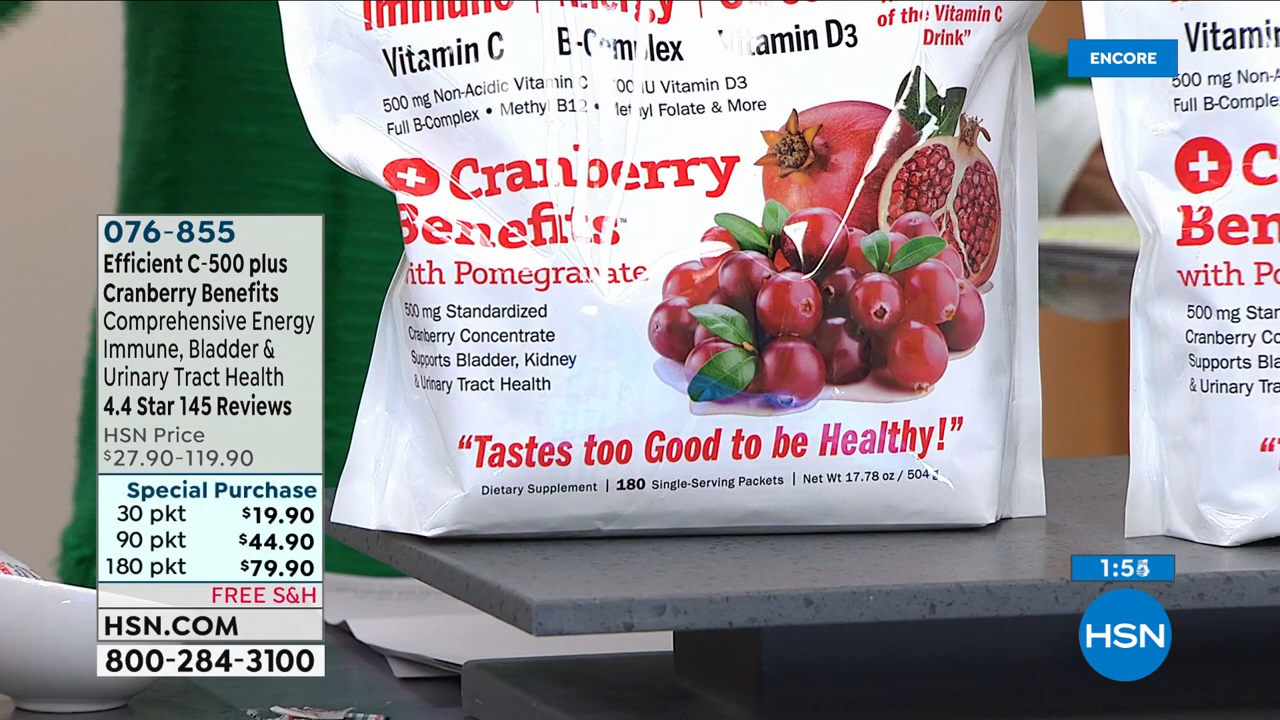 076-855
Efficient C-500 plus
Cranberry Benefits
Comprehensive Energy
Immune, Bladder &
Urinary Tract Health
4.4 Star 145 Reviews
HSN Price
$27.90-119.90
Special Purchase
30 pkt $19.90
90 pkt $44.90
180 pkt $79.90
FREE S&H
HSN.COM
800-284-3100
Immune
of the Vitamin C
Drink”
Vitamin C B-Complex Vitamin D3
500 mg Non-Acidic Vitamin C IU Vitamin D3
Full B-Complex • Methyl B12 • Methyl Folate & More
Cranberry
Benefits™
with Pomegranate
500 mg Standardized
Cranberry Concentrate
Supports Bladder, Kidney
& Urinary Tract Health
“Tastes too Good to be Healthy!”
Dietary Supplement | 180 Single-Serving Packets | Net Wt 17.78 oz / 504 g
ENCORE
Vitamin
500 mg Non-A
Full B-Comple
C
Ben
with Po
500 mg Stan
Cranberry Co
Supports Bla
& Urinary Tra
HSN